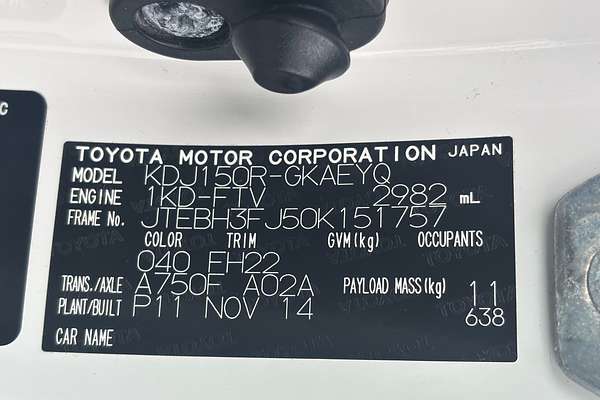 C
TOYOTA MOTOR CORPORATION JAPAN
MODEL KDJ150R-GKAEYQ
ENGINE 1KD-FTV 2982 mL
FRAME No. JTEBH3FJ50K151757
COLOR TRIM GVM(kg) OCCUPANTS
040 FH22
TRANS./AXLE A750F A02A PAYLOAD MASS(kg) 11
PLANT/BUILT P11 NOV 14 638
CAR NAME